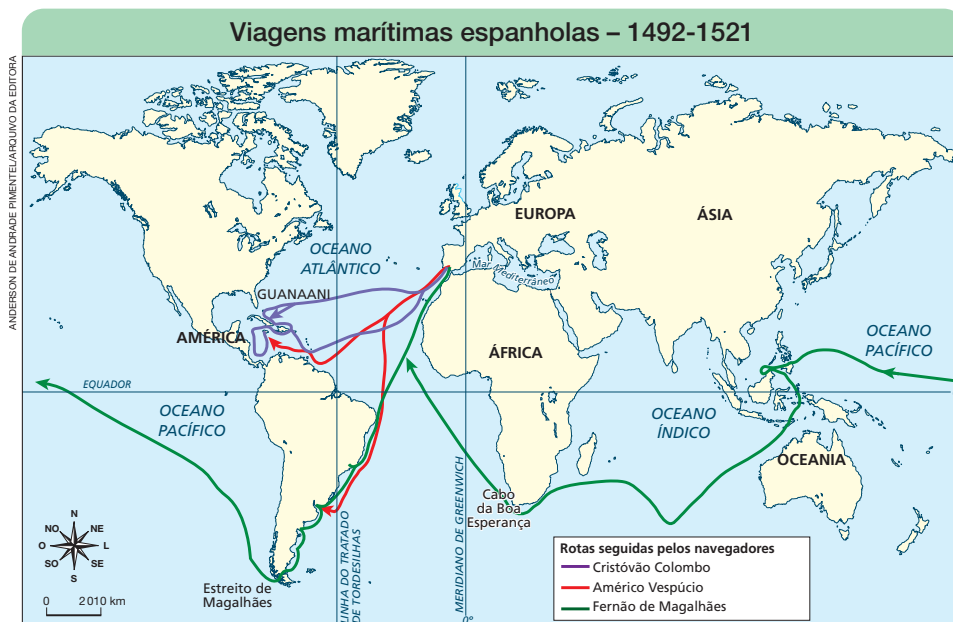 Viagens marítimas espanholas – 1492-1521
ANDERSON DE ANDRADE PIMENTEL/ARQUIVO DA EDITORA
EUROPA
ÁSIA
OCEANO
ATLÂNTICO
Mar Mediterrâneo
GUANAANI
AMÉRICA
ÁFRICA
OCEANO
PACÍFICO
EQUADOR
OCEANO
PACÍFICO
OCEANO
ÍNDICO
OCEANIA
Cabo
da Boa
Esperança
MERIDIANO DE GREENWICH
0°
LINHA DO TRATADO
DE TORDESILHAS
N
NO
NE
O
L
SO
SE
S
Estreito de
Magalhães
0
2010 km
Rotas seguidas pelos navegadores
Cristóvão Colombo
Américo Vespúcio
Fernão de Magalhães